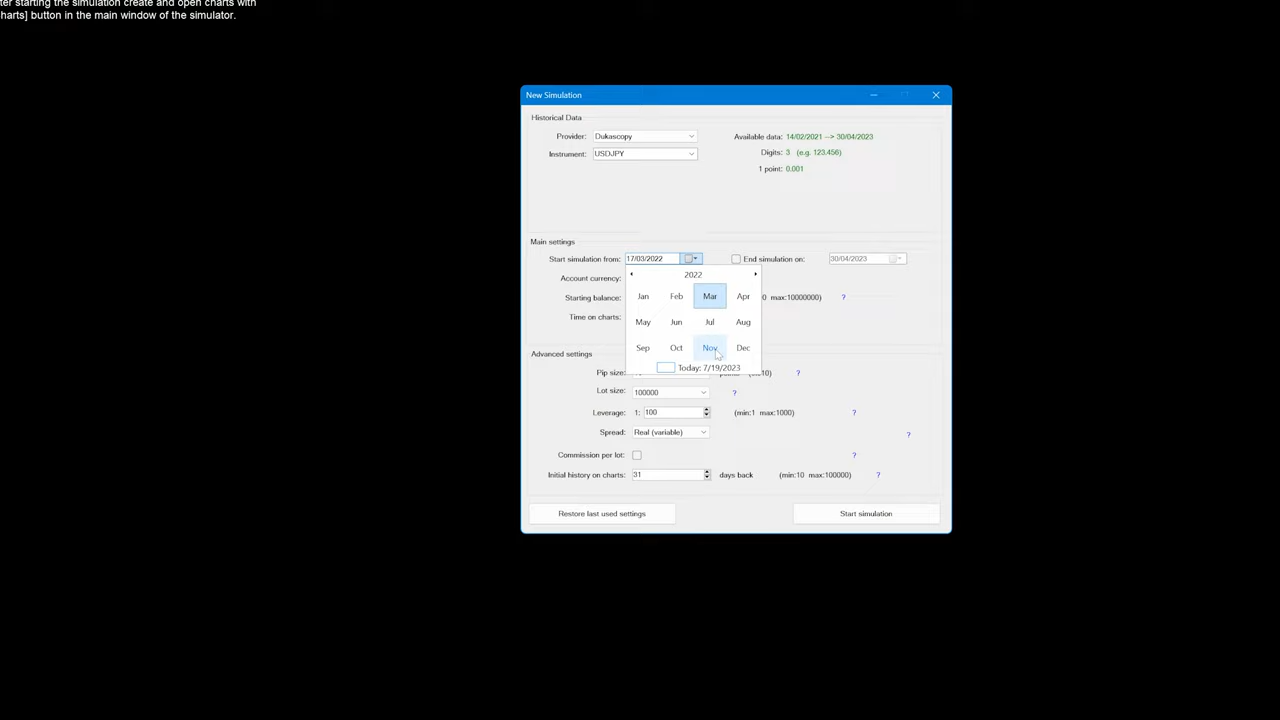 ter starting the simulation create and open charts with
harts] button in the main window of the simulator.
New Simulation
Historical Data
Provider: Dukascopy
Available data: 14/02/2021 --> 30/04/2023
Instrument: USDJPY
Digits: 3 (e.g. 123.456)
1 point: 0.001
Main settings
Start simulation from: 17/03/2022
End simulation on: 30/04/2023
2022
Account currency:
Jan Feb Mar Apr
Starting balance:
0 max:10000000) ?
Time on charts:
May Jun Jul Aug
Sep Oct Nov Dec
Advanced settings
Today: 7/19/2023
Pip size:
?
Lot size: 100000 ?
Leverage: 1: 100 (min:1 max:1000) ?
Spread: Real (variable) ?
Commission per lot: ?
Initial history on charts: 31 days back (min:10 max:100000) ?
Restore last used settings
Start simulation